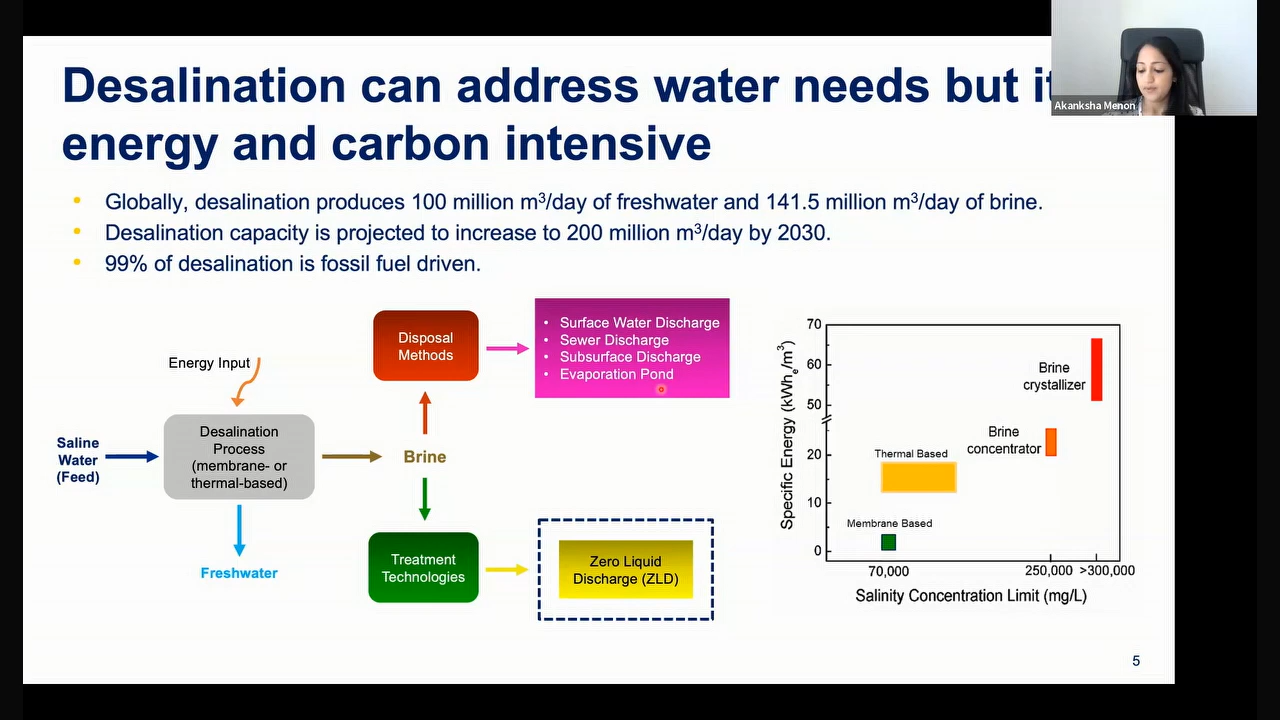 Desalination can address water needs but it
energy and carbon intensive
Akanksha Menon
• Globally, desalination produces 100 million m³/day of freshwater and 141.5 million m³/day of brine.
• Desalination capacity is projected to increase to 200 million m³/day by 2030.
• 99% of desalination is fossil fuel driven.
Energy Input
Saline
Water
(Feed)
Desalination
Process
(membrane- or
thermal-based)
Freshwater
Brine
Disposal
Methods
• Surface Water Discharge
• Sewer Discharge
• Subsurface Discharge
• Evaporation Pond
Treatment
Technologies
Zero Liquid
Discharge (ZLD)
Specific Energy (kWhₑ/m³)
70
60
50
20
10
0
Brine
crystallizer
Brine
concentrator
Thermal Based
Membrane Based
70,000 250,000 >300,000
Salinity Concentration Limit (mg/L)
5